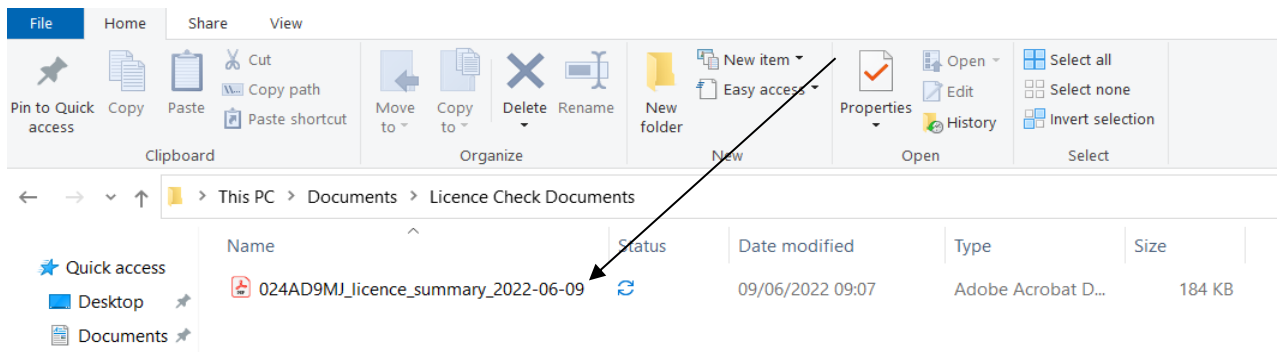 File Home Share View
Pin to Quick access
Copy
Paste
Cut
Copy path
Paste shortcut
Clipboard
Move to
Copy to
Delete
Rename
Organize
New folder
New item
Easy access
New
Properties
Open
Edit
History
Open
Select all
Select none
Invert selection
Select
This PC > Documents > Licence Check Documents
Name Status Date modified Type Size
Quick access
Desktop
Documents
024AD9MJ_licence_summary_2022-06-09 09/06/2022 09:07 Adobe Acrobat D... 184 KB